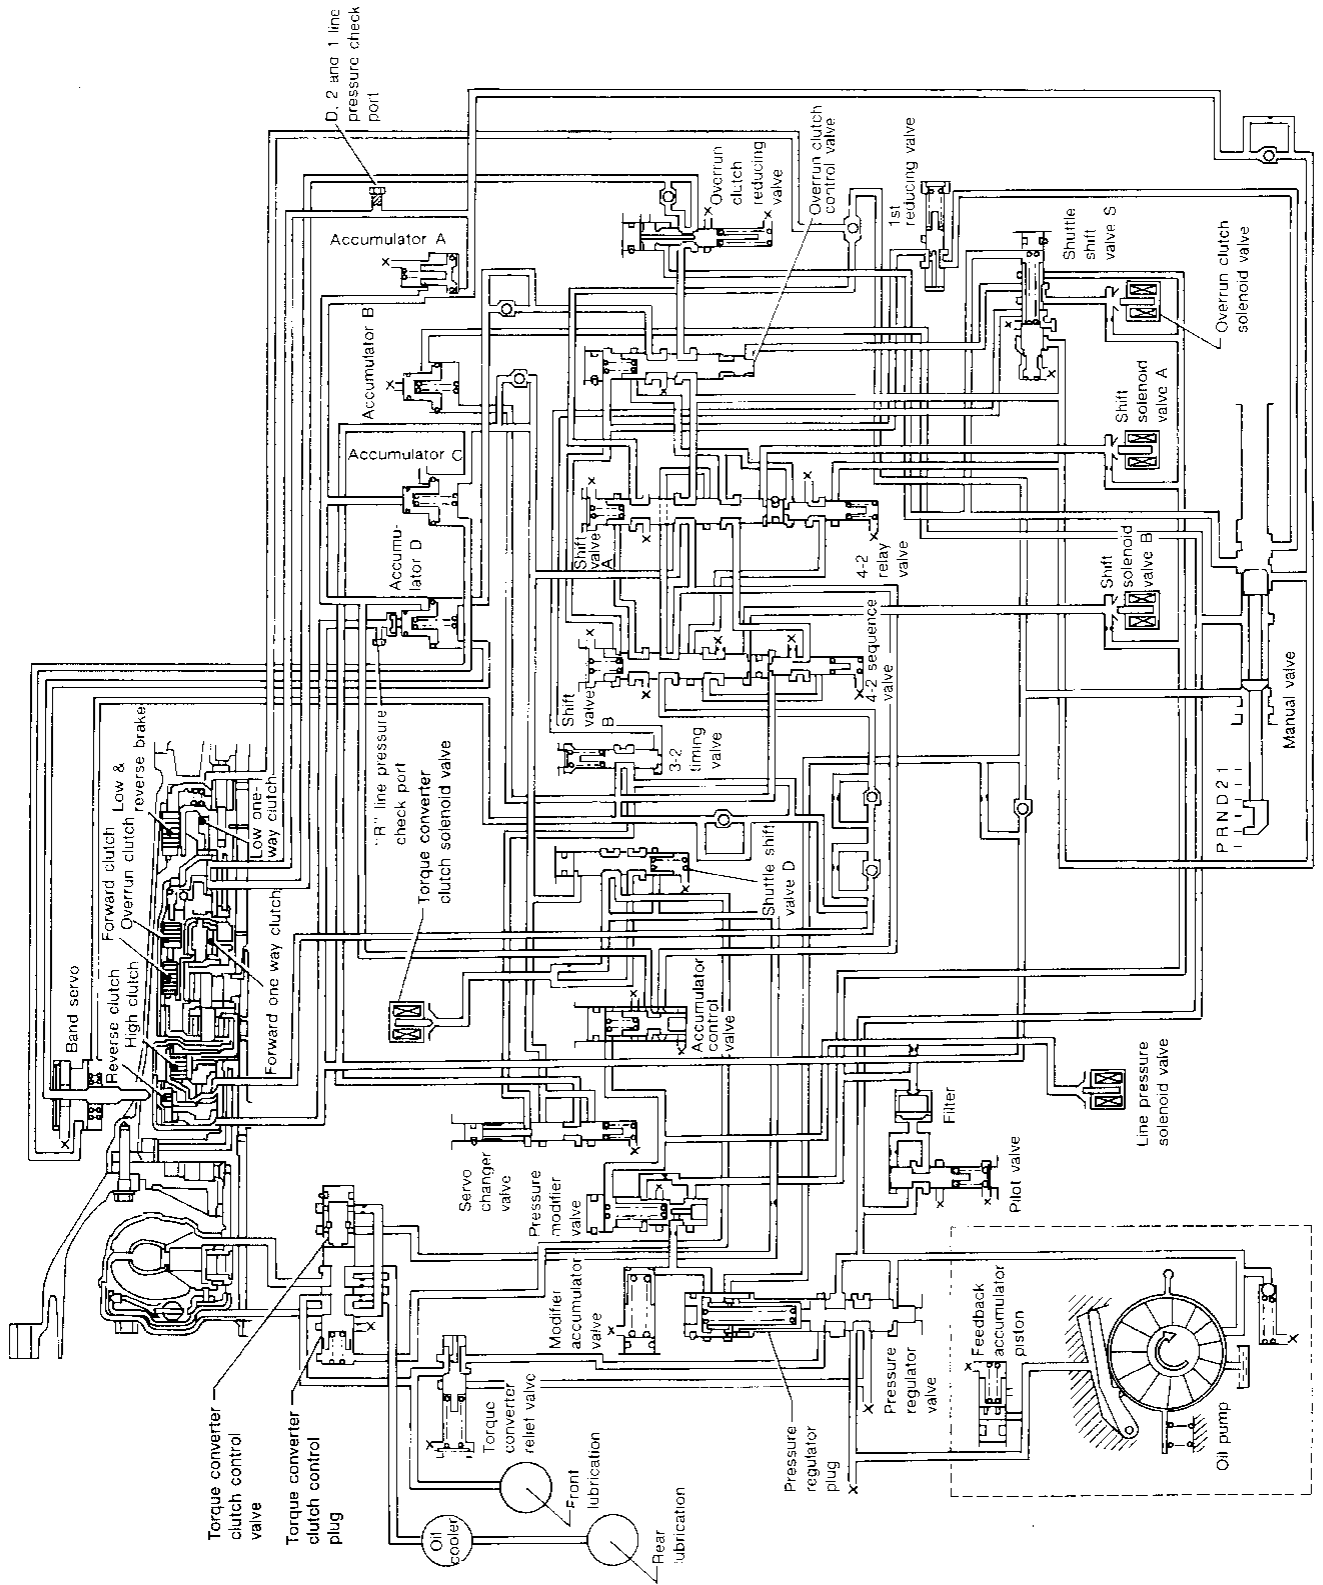 D, 2 and 1 line
pressure check
port
Accumulator A
Accumulator B
Accumulator C
Accumu-
lator D
Overrun
clutch
reducing
valve
Overrun clutch
control valve
1st
reducing valve
Shuttle
shift
valve S
Overrun clutch
solenoid valve
Shift
solenoid
valve A
Shift
solenoid
valve B
Shift
valve
A
4-2
relay
valve
Shift
valve
B
4-2 sequence
valve
3-2
timing
valve
Manual valve
P R N D 2 1
Low &
reverse brake
Low one-
way clutch
Forward clutch
Overrun clutch
Reverse clutch
High clutch
Forward one way clutch
Band servo
"R" line pressure
check port
Torque converter
clutch solenoid valve
Shuttle shift
valve D
Accumulator
control
valve
Servo
changer
valve
Pressure
modifier
valve
Modifier
accumulator
valve
Filter
Pilot valve
Line pressure
solenoid valve
Feedback
accumulator
piston
Pressure
regulator
valve
Pressure
regulator
plug
Oil pump
Torque
converter
relief valve
Torque converter
clutch control
valve
Torque converter
clutch control
plug
Front
lubrication
Oil
cooler
Rear
lubrication